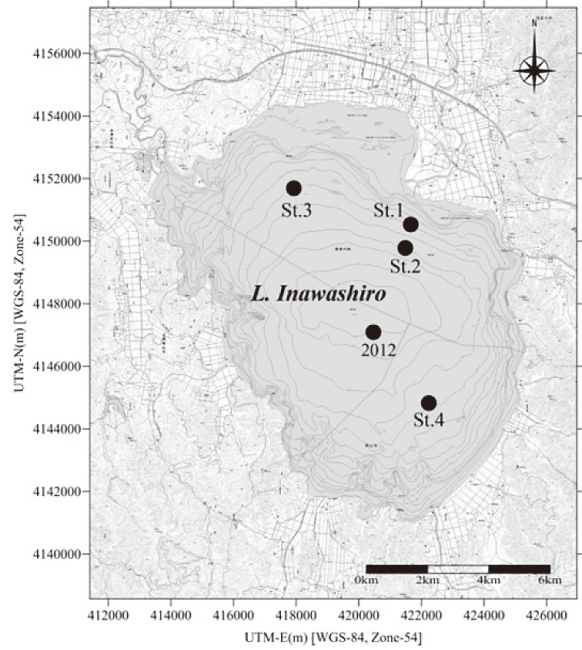 N
4156000
4154000
4152000
4150000
4148000
4146000
4144000
4142000
4140000
UTM-N(m) [WGS-84, Zone-54]
St.3
St.1
St.2
L. Inawashiro
2012
St.4
0km 2km 4km 6km
412000 414000 416000 418000 420000 422000 424000 426000
UTM-E(m) [WGS-84, Zone-54]